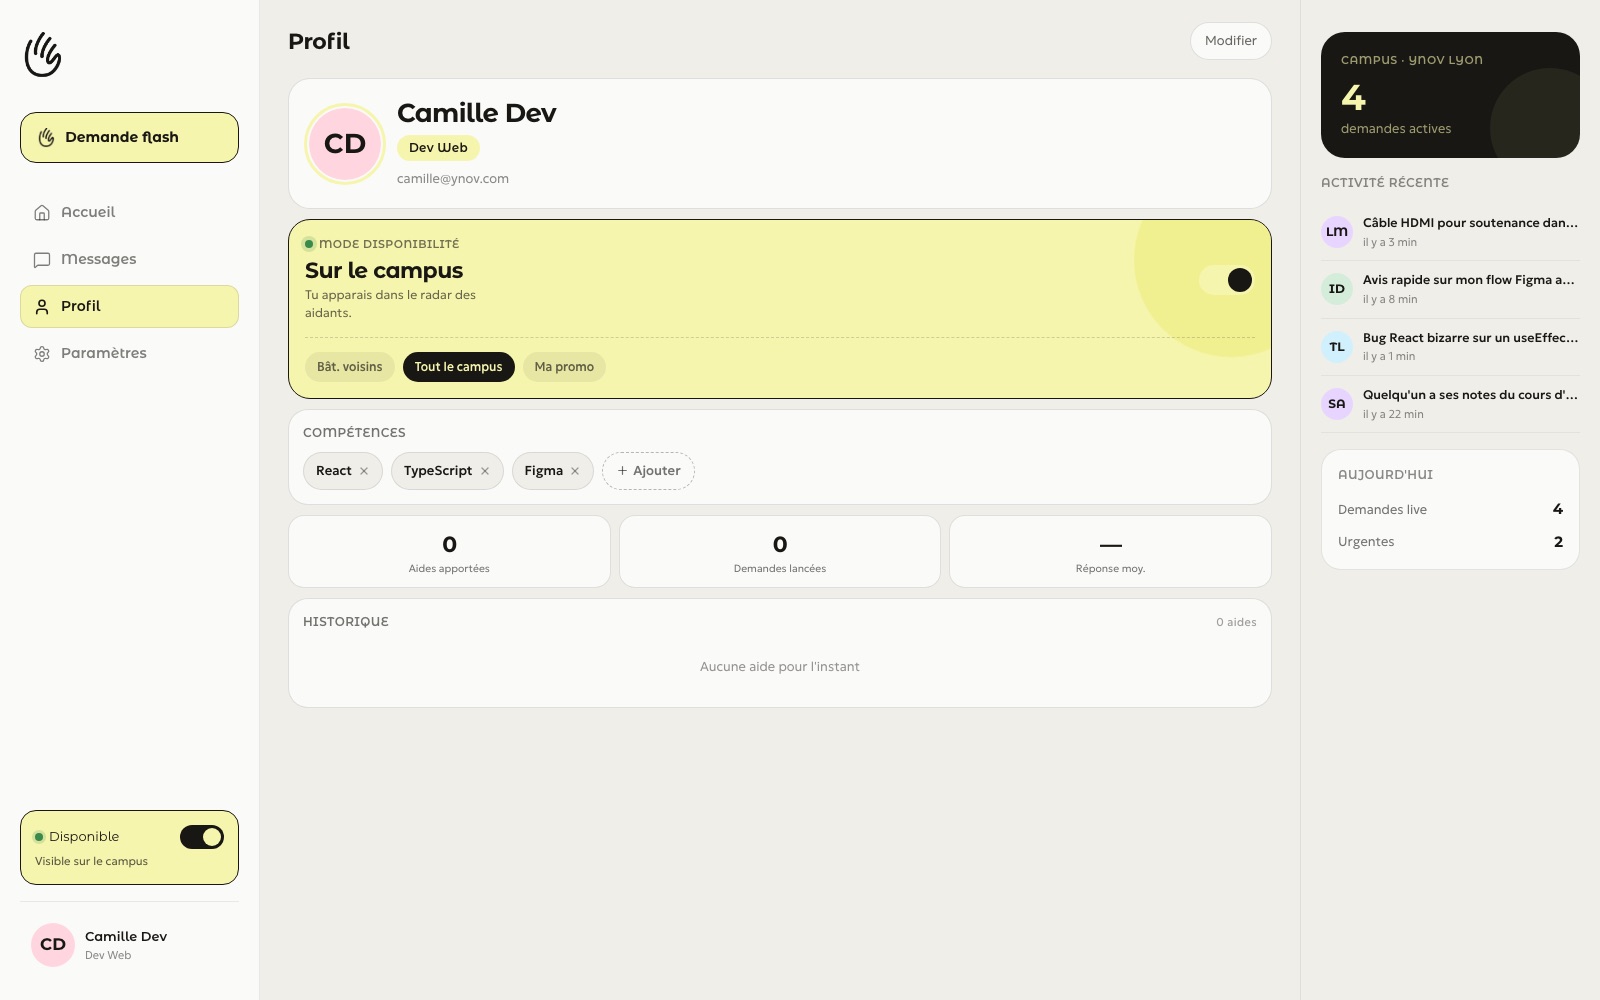 Demande flash
Accueil
Messages
Profil
Paramètres
Disponible
Visible sur le campus
CD
Camille Dev
Dev Web
Profil
Modifier
CD
Camille Dev
Dev Web
camille@ynov.com
MODE DISPONIBILITÉ
Sur le campus
Tu apparais dans le radar des
aidants.
Bât. voisins
Tout le campus
Ma promo
COMPÉTENCES
React ×
TypeScript ×
Figma ×
+ Ajouter
0
Aides apportées
0
Demandes lancées
—
Réponse moy.
HISTORIQUE
0 aides
Aucune aide pour l'instant
CAMPUS · YNOV LYON
4
demandes actives
ACTIVITÉ RÉCENTE
LM
Câble HDMI pour soutenance dan…
il y a 3 min
ID
Avis rapide sur mon flow Figma a…
il y a 8 min
TL
Bug React bizarre sur un useEffec…
il y a 1 min
SA
Quelqu'un a ses notes du cours d'…
il y a 22 min
AUJOURD'HUI
Demandes live 4
Urgentes 2